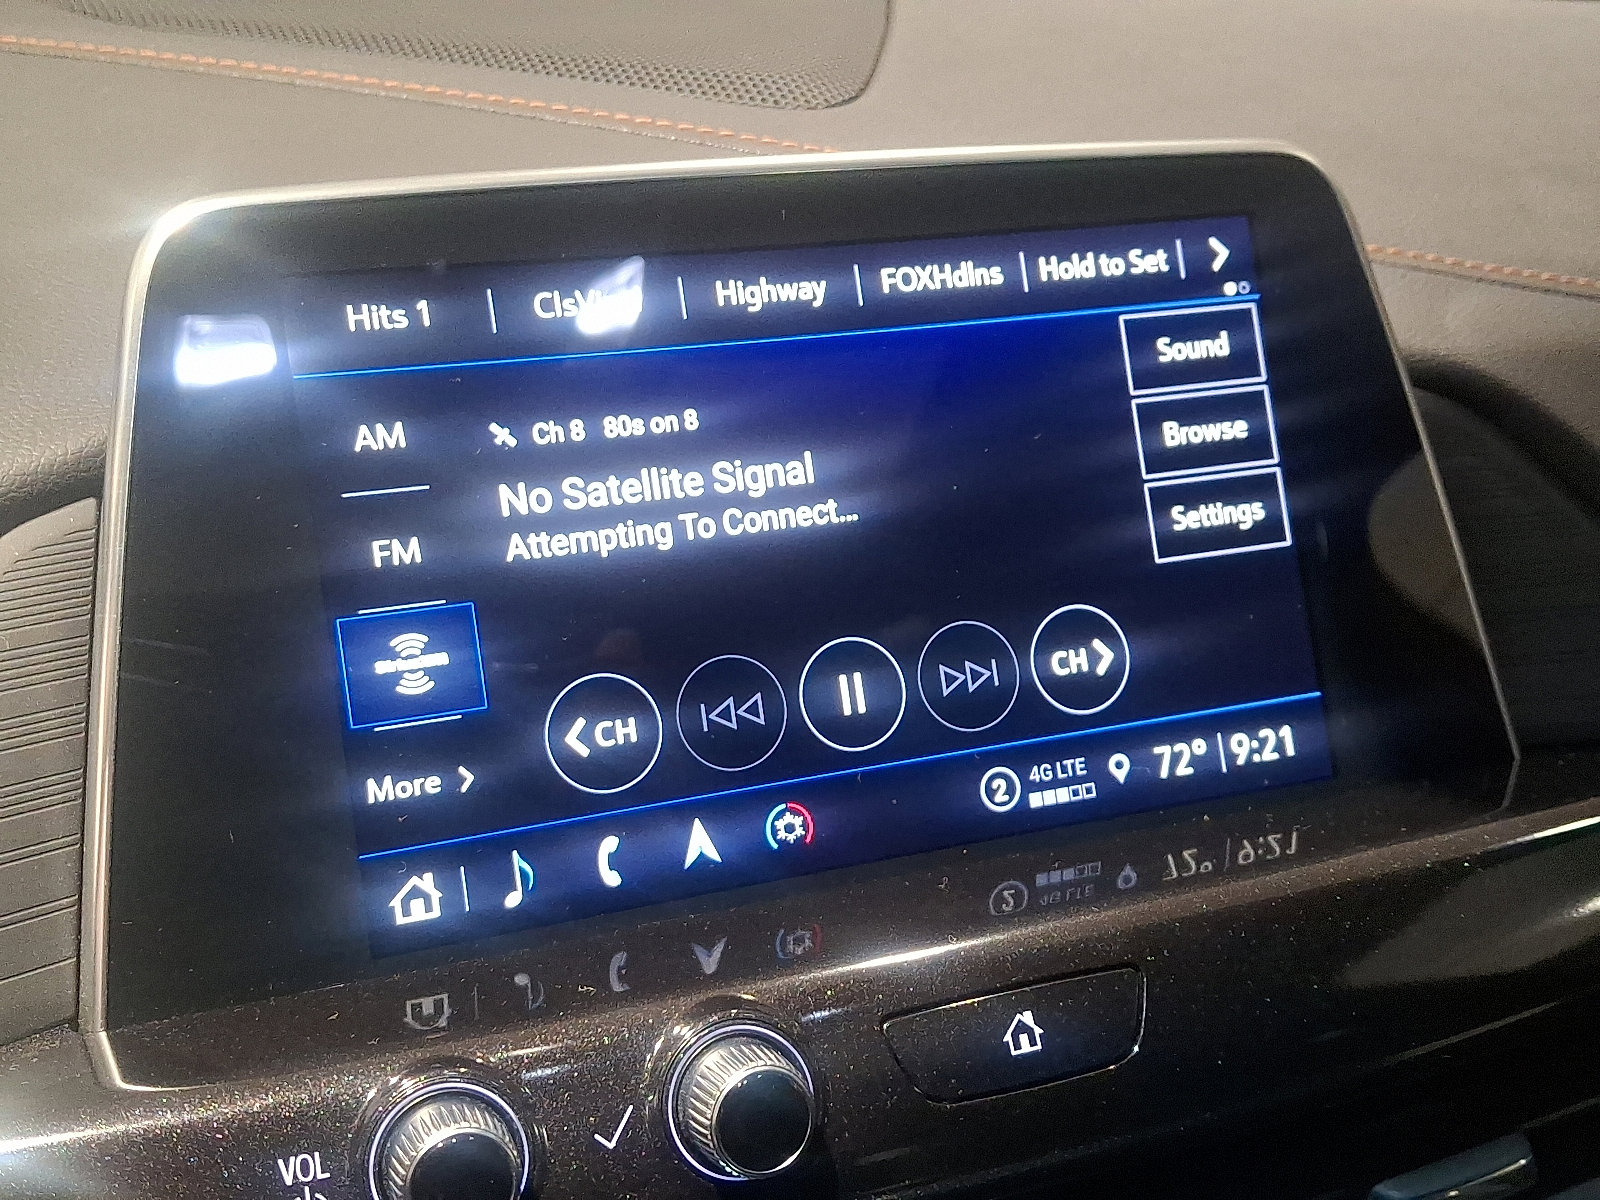 Hits 1
Highway
FOXHdlns
Hold to Set
AM
Ch 8 80s on 8
No Satellite Signal
Attempting To Connect...
Sound
Browse
Settings
FM
More
CH
CH
2
4G LTE
72° 9:21
VOL